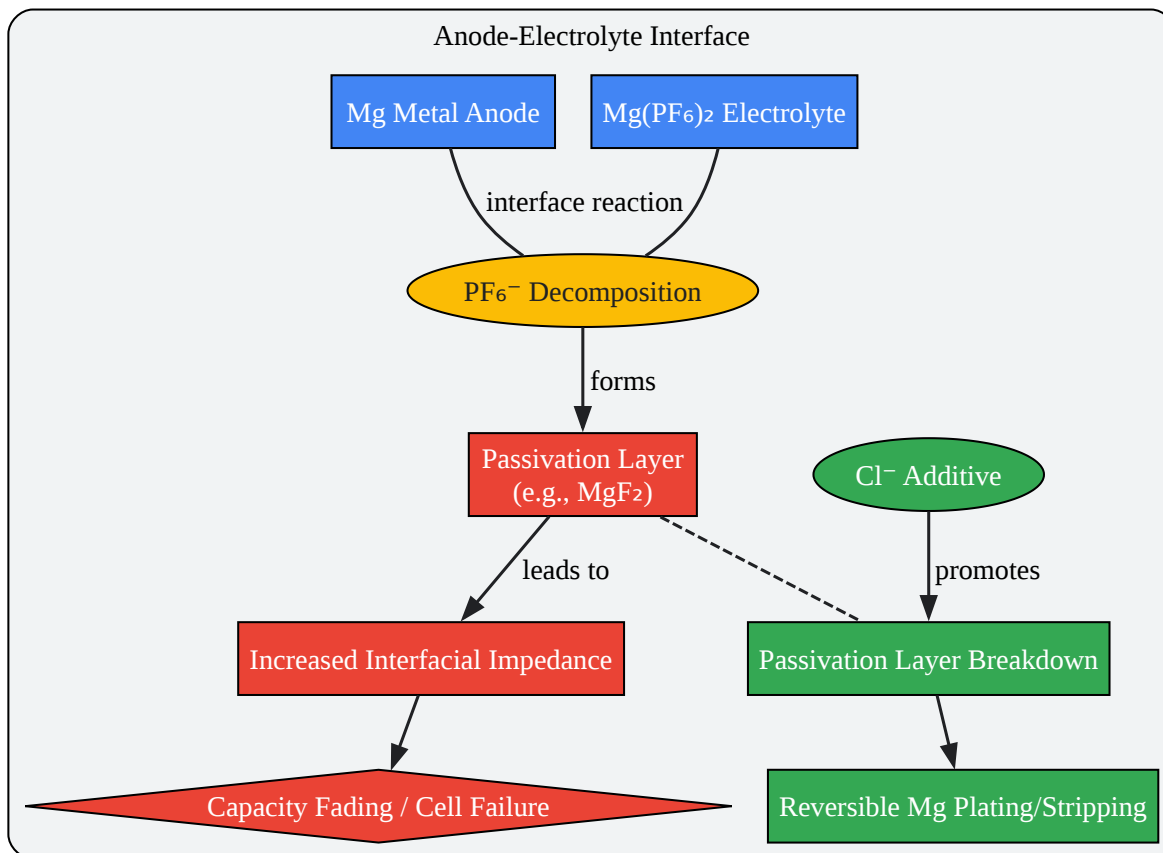 Anode-Electrolyte Interface
Mg Metal Anode
Mg(PF₆)₂ Electrolyte
interface reaction
PF₆⁻ Decomposition
forms
Passivation Layer
(e.g., MgF₂)
Cl⁻ Additive
leads to
promotes
Increased Interfacial Impedance
Passivation Layer Breakdown
Capacity Fading / Cell Failure
Reversible Mg Plating/Stripping